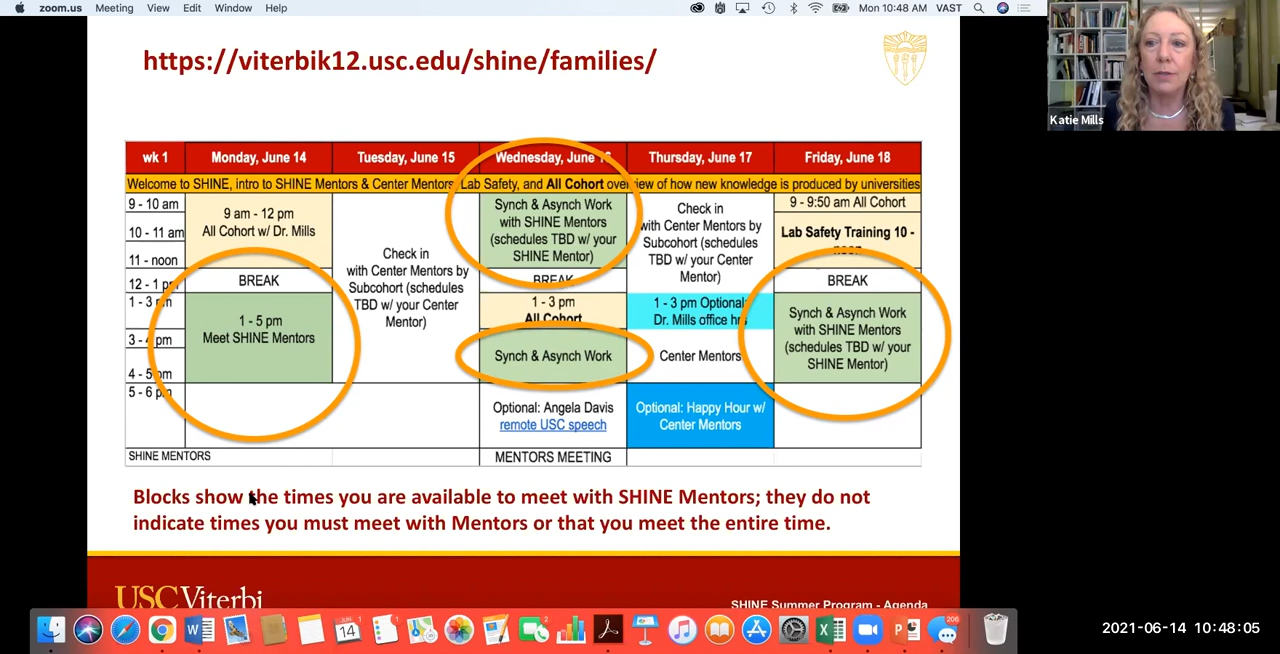 zoom.us Meeting View Edit Window Help
Mon 10:48 AM VAST
https://viterbik12.usc.edu/shine/families/
Katie Mills
wk 1 Monday, June 14 Tuesday, June 15 Wednesday, June 16 Thursday, June 17 Friday, June 18
Welcome to SHINE, intro to SHINE Mentors & Center Mentors, Lab Safety, and All Cohort overview of how new knowledge is produced by universities
9 - 10 am
10 - 11 am
11 - noon
12 - 1 pm
1 - 3 pm
3 - 4 pm
4 - 5 pm
5 - 6 pm
9 am - 12 pm
All Cohort w/ Dr. Mills
BREAK
1 - 5 pm
Meet SHINE Mentors
Check in
with Center Mentors by
Subcohort (schedules
TBD w/ your Center
Mentor)
Synch & Asynch Work
with SHINE Mentors
(schedules TBD w/ your
SHINE Mentor)
BREAK
1 - 3 pm
All Cohort
Synch & Asynch Work
Optional: Angela Davis
remote USC speech
Check in
with Center Mentors by
Subcohort (schedules
TBD w/ your Center
Mentor)
1 - 3 pm Optional:
Dr. Mills office hrs
Center Mentors
Optional: Happy Hour w/
Center Mentors
9 - 9:50 am All Cohort
Lab Safety Training 10 -
noon
BREAK
Synch & Asynch Work
with SHINE Mentors
(schedules TBD w/ your
SHINE Mentor)
SHINE MENTORS MENTORS MEETING
Blocks show the times you are available to meet with SHINE Mentors; they do not
indicate times you must meet with Mentors or that you meet the entire time.
USC Viterbi
SHINE Summer Program - Agenda
JUN
14
1
2
206
2021-06-14 10:48:05